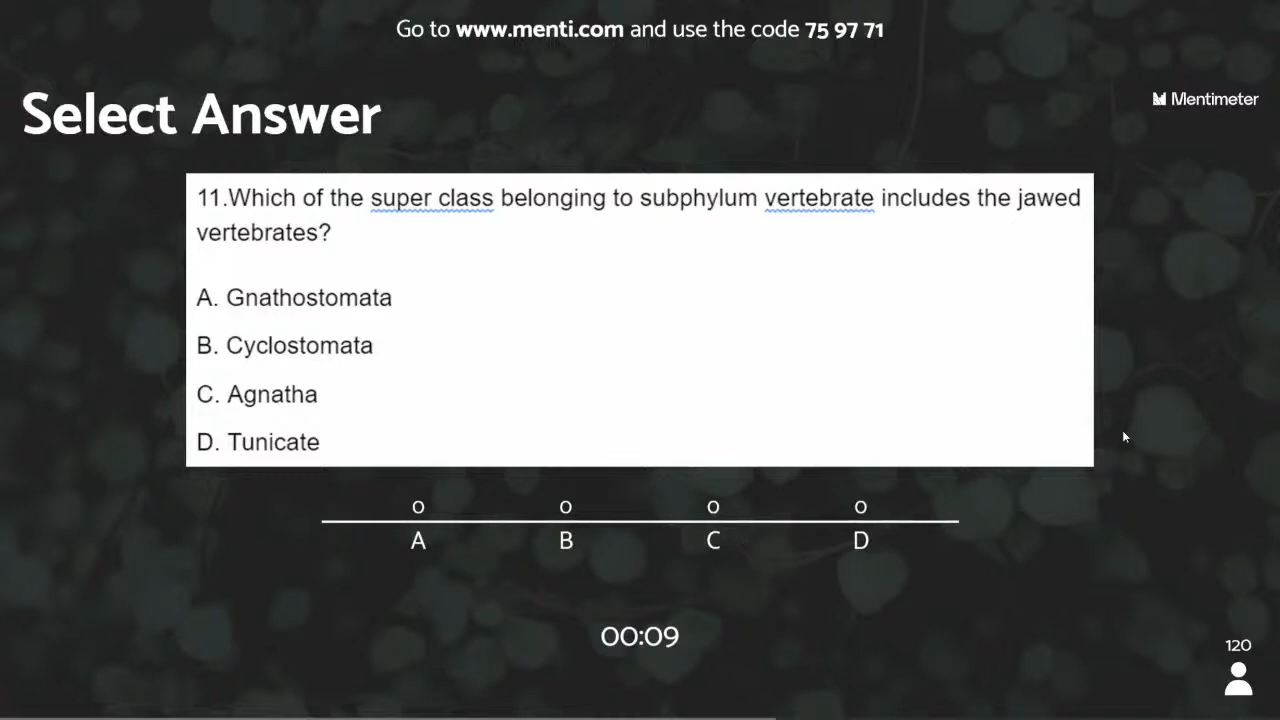 Go to www.menti.com and use the code 75 97 71
Select Answer
Mentimeter
11.Which of the super class belonging to subphylum vertebrate includes the jawed
vertebrates?
A. Gnathostomata
B. Cyclostomata
C. Agnatha
D. Tunicate
0 0 0 0
A B C D
00:09
120